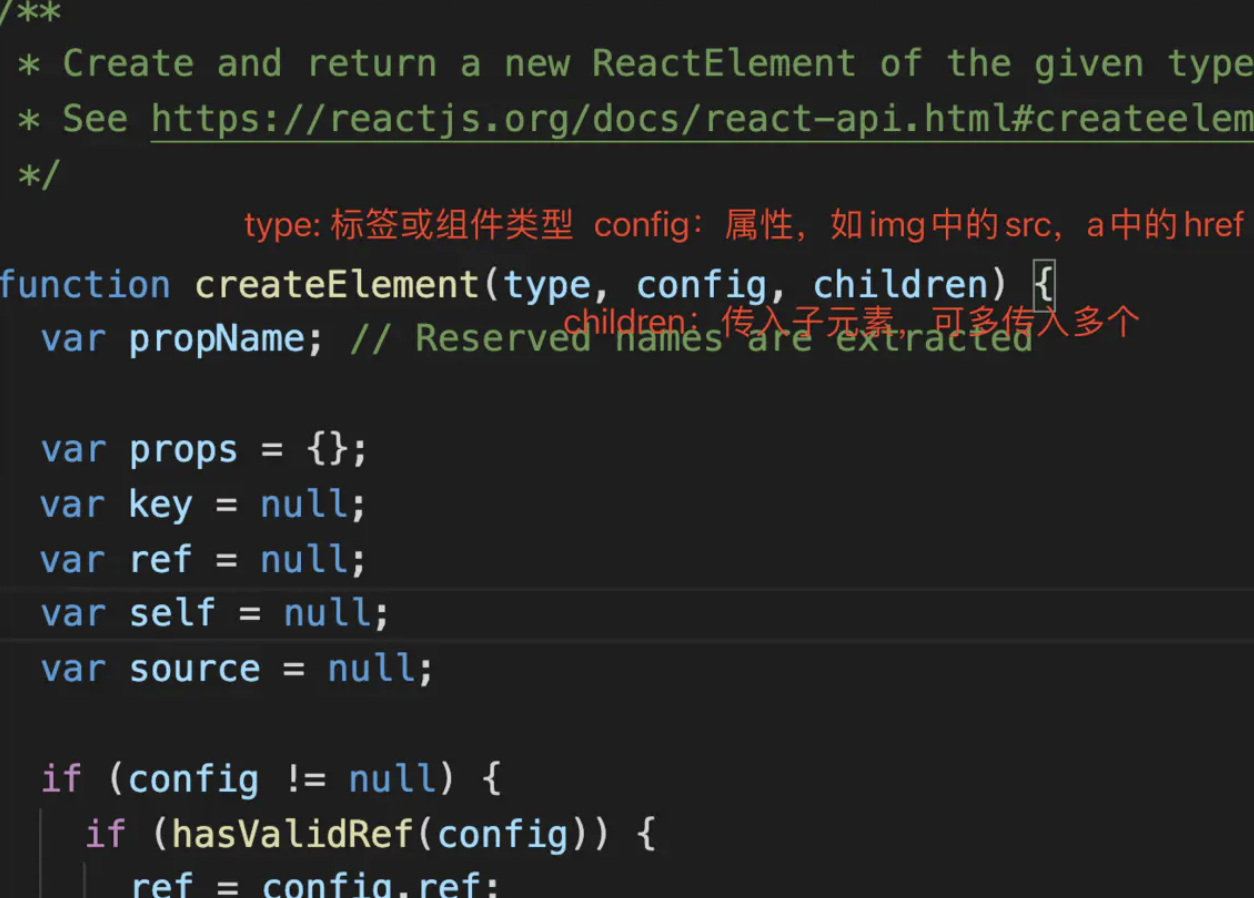 /**
* Create and return a new ReactElement of the given type
* See https://reactjs.org/docs/react-api.html#createelem
*/
type: 标签或组件类型 config：属性，如img中的src，a中的href
function createElement(type, config, children) {
children：传入子元素，可多传入多个
var propName; // Reserved names are extracted
var props = {};
var key = null;
var ref = null;
var self = null;
var source = null;
if (config != null) {
if (hasValidRef(config)) {
ref = config.ref;